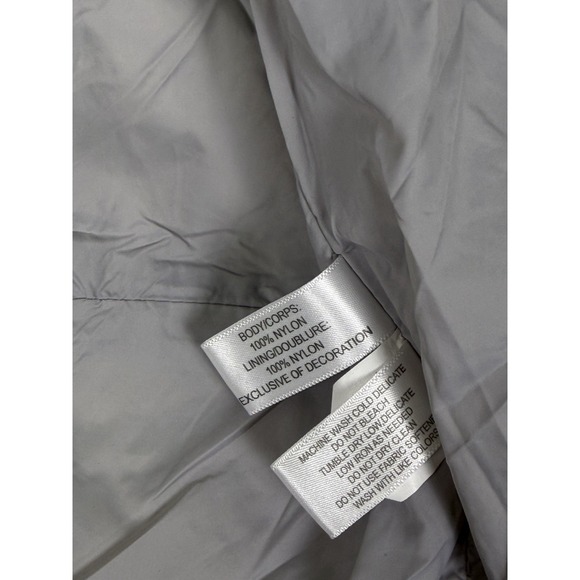 BODY/CORPS:
100% NYLON
LINING/DOUBLURE:
100% NYLON
EXCLUSIVE OF DECORATION
MACHINE WASH COLD DELICATE
DO NOT BLEACH
TUMBLE DRY LOW.DELICATE
LOW IRON AS NEEDED
DO NOT DRY CLEAN
DO NOT USE FABRIC SOFTENE
WASH WITH LIKE COLORS